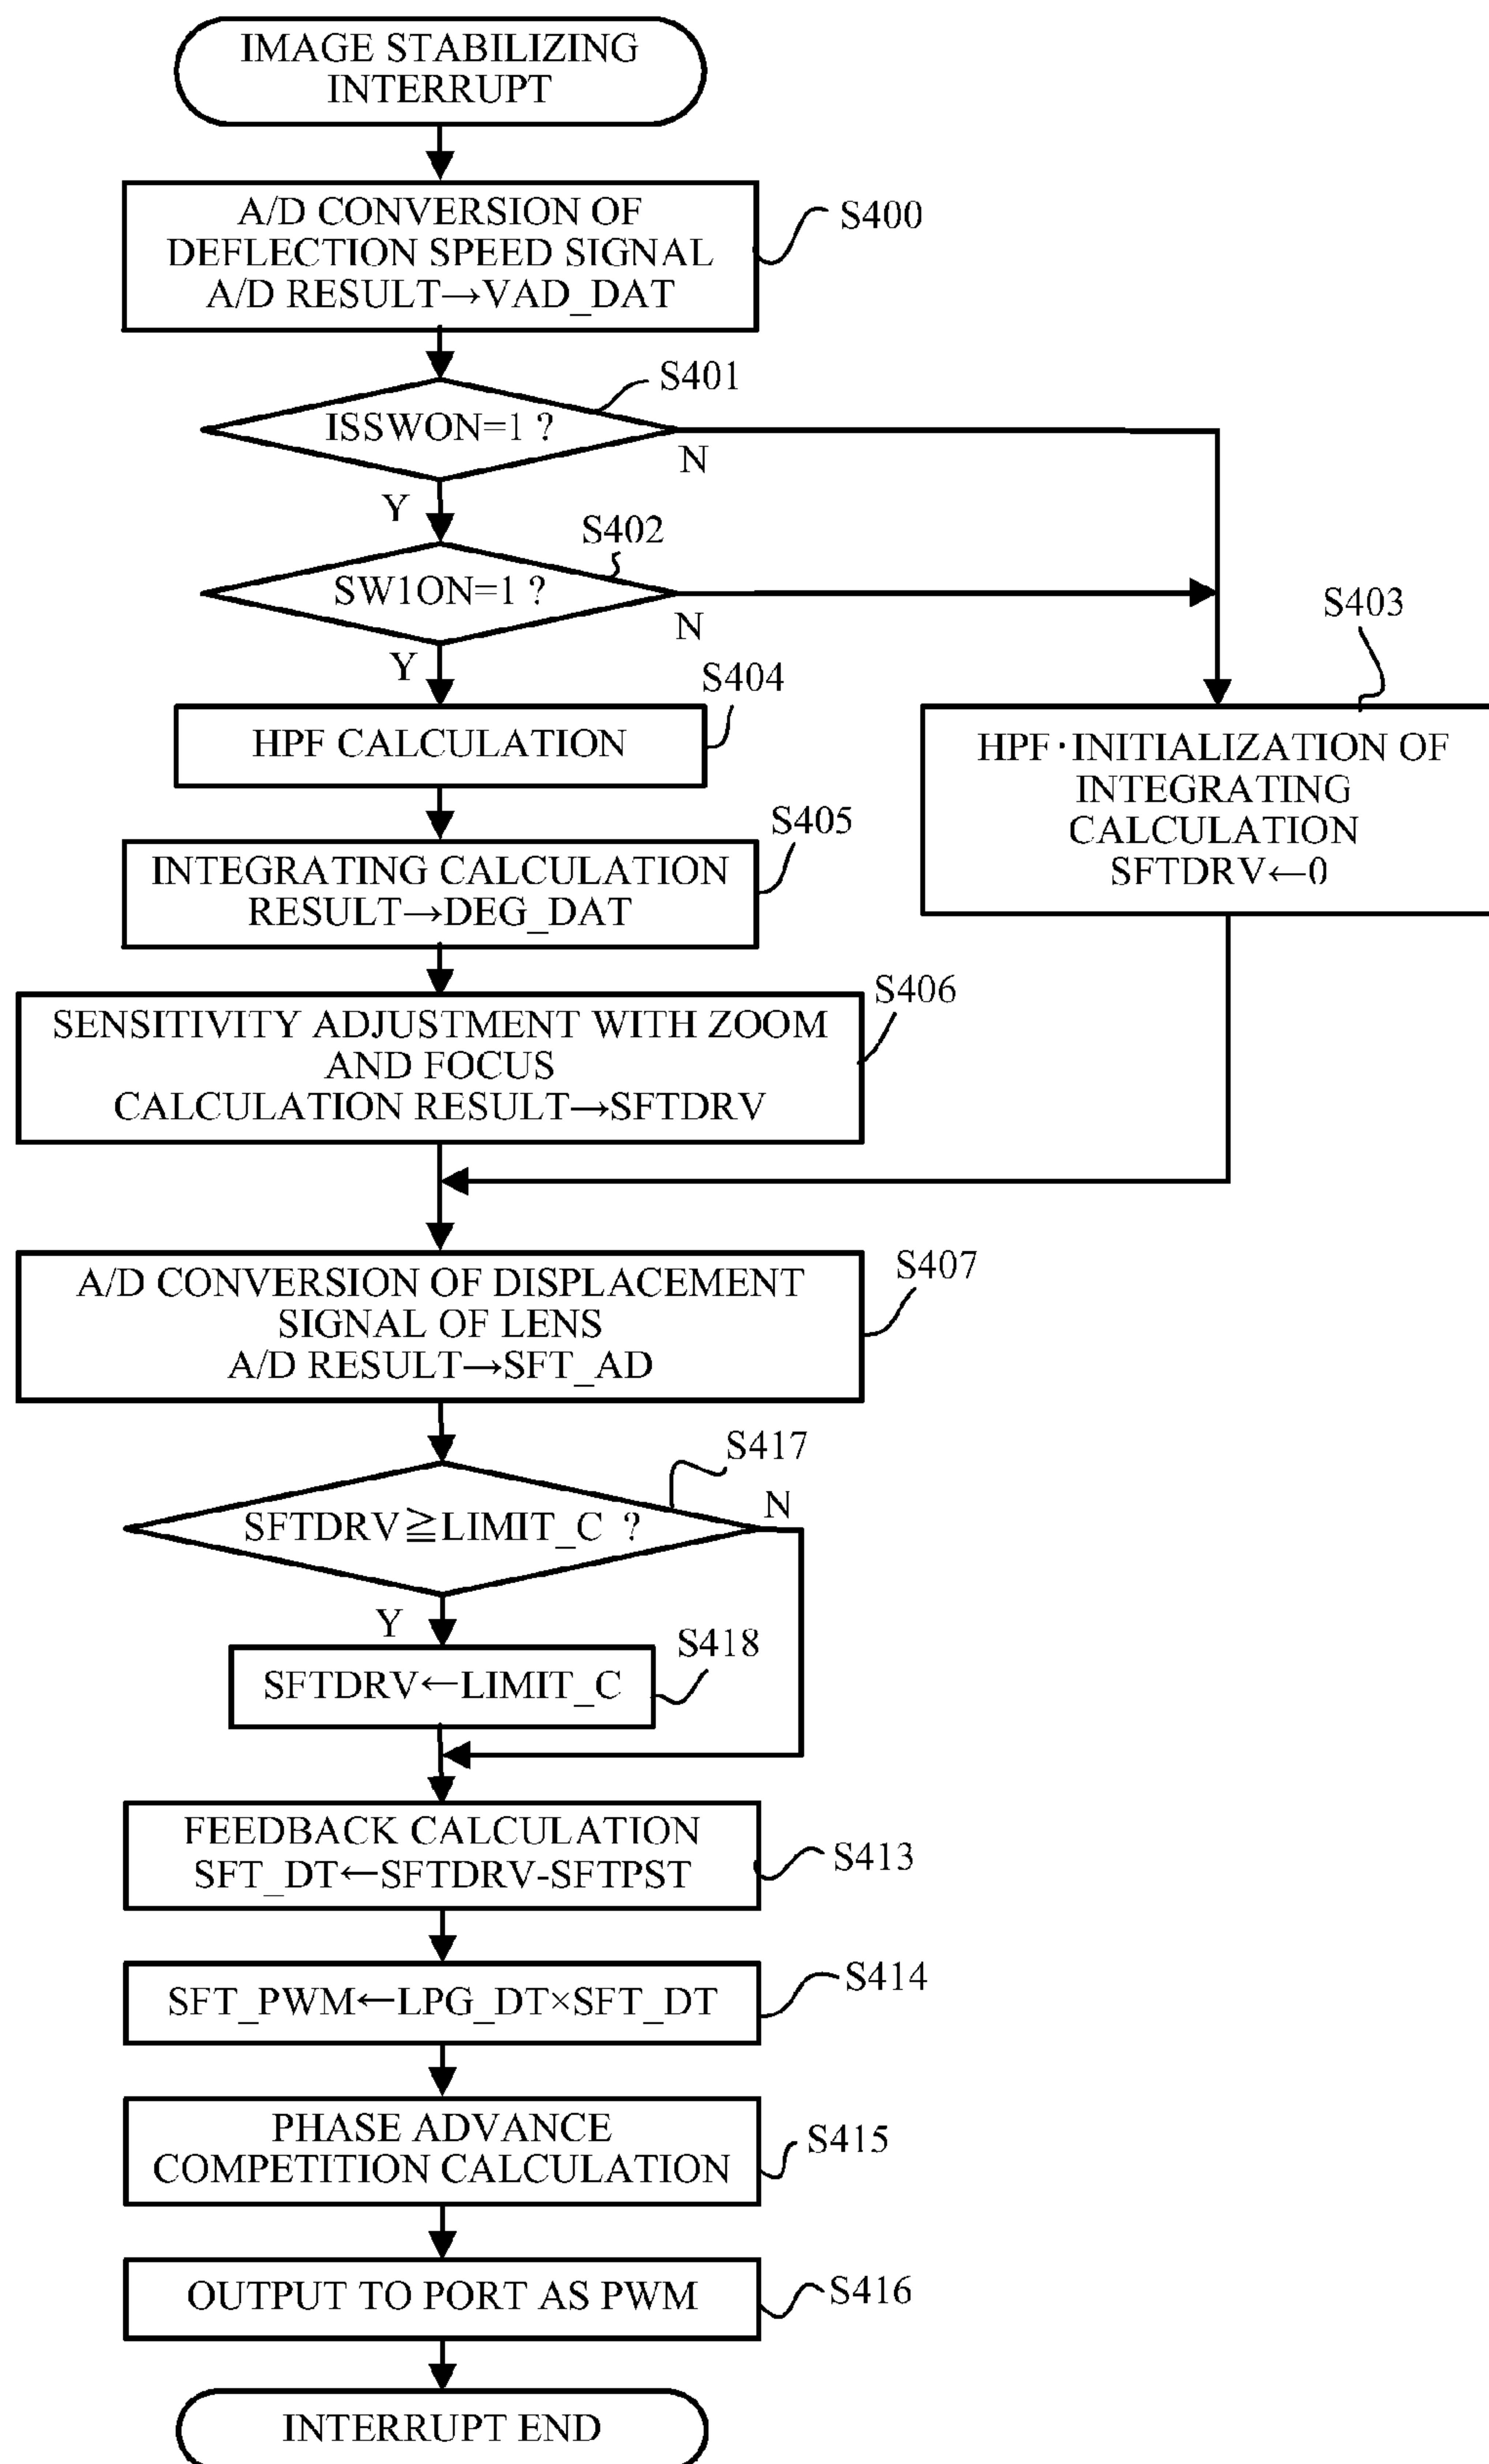 IMAGE STABILIZING
INTERRUPT
A/D CONVERSION OF
DEFLECTION SPEED SIGNAL
A/D RESULT→VAD_DAT
S400
ISSWON=1 ?
S401
N
Y
SW1ON=1 ?
S402
N
Y
S403
HPF·INITIALIZATION OF
INTEGRATING
CALCULATION
SFTDRV←0
S404
HPF CALCULATION
S405
INTEGRATING CALCULATION
RESULT→DEG_DAT
S406
SENSITIVITY ADJUSTMENT WITH ZOOM
AND FOCUS
CALCULATION RESULT→SFTDRV
S407
A/D CONVERSION OF DISPLACEMENT
SIGNAL OF LENS
A/D RESULT→SFT_AD
S417
SFTDRV≧LIMIT_C ?
N
Y
S418
SFTDRV←LIMIT_C
FEEDBACK CALCULATION
SFT_DT←SFTDRV-SFTPST
S413
SFT_PWM←LPG_DT×SFT_DT
S414
PHASE ADVANCE
COMPETITION CALCULATION
S415
OUTPUT TO PORT AS PWM
S416
INTERRUPT END